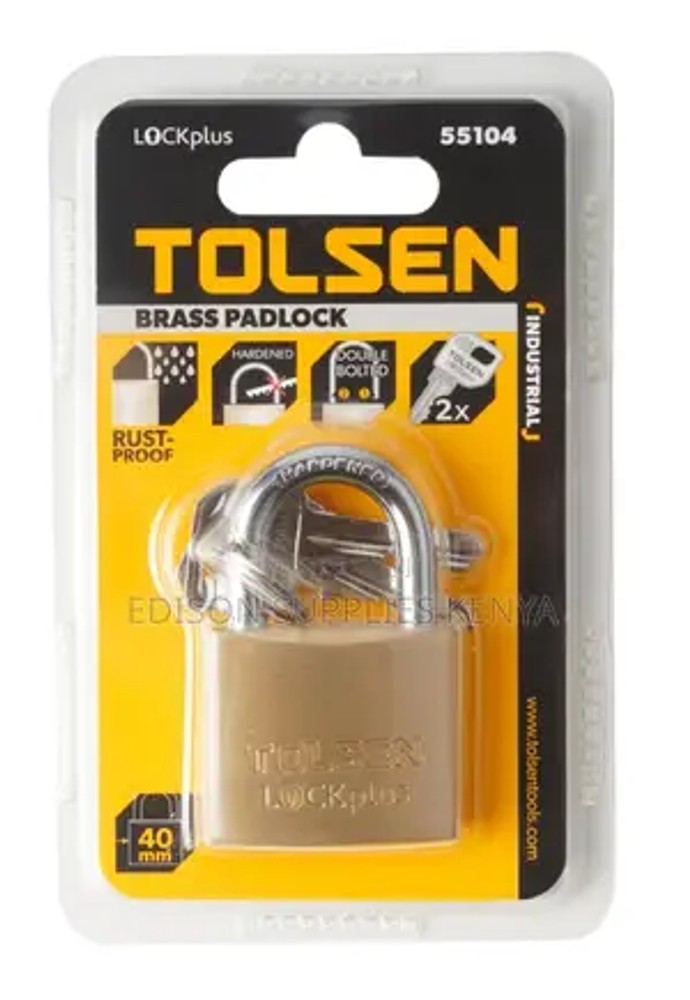 LOCKplus
55104
TOLSEN
BRASS PADLOCK
INDUSTRIAL
HARDENED
DOUBLE
BOLTED
TOLSEN
2x
RUST-
PROOF
HARDENED
EDISON SUPPLIES KENYA
TOLSEN
LOCKplus
www.tolsentools.com
40
mm